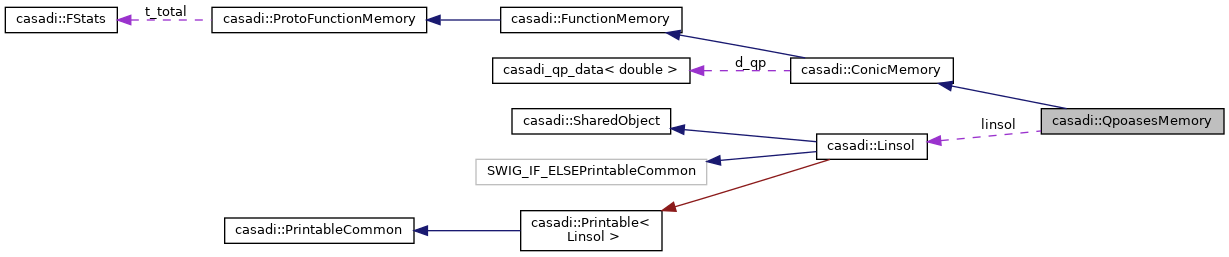 casadi::FStats
t_total
casadi::ProtoFunctionMemory
casadi::FunctionMemory
casadi_qp_data< double >
d_qp
casadi::ConicMemory
casadi::SharedObject
linsol
casadi::QpoasesMemory
casadi::Linsol
SWIG_IF_ELSEPrintableCommon
casadi::PrintableCommon
casadi::Printable<
Linsol >